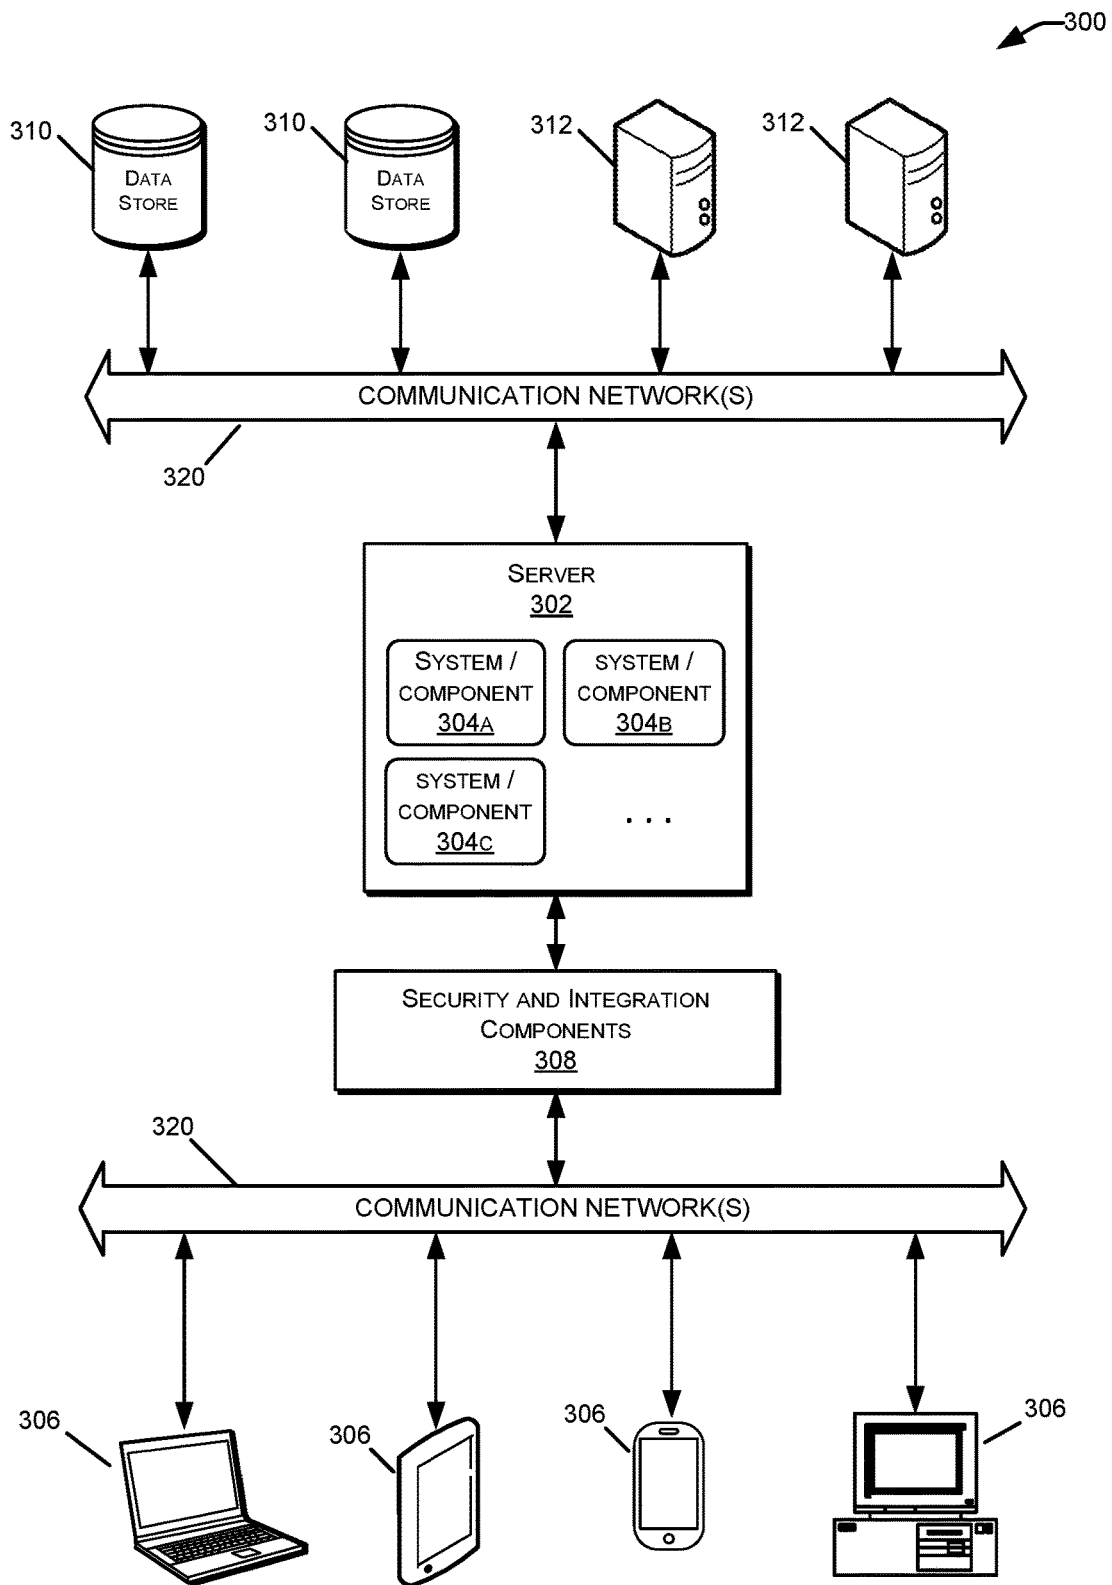 300
310
310
312
312
DATA
STORE
DATA
STORE
COMMUNICATION NETWORK(S)
320
SERVER
302
SYSTEM /
COMPONENT
304A
SYSTEM /
COMPONENT
304B
SYSTEM /
COMPONENT
304C
. . .
SECURITY AND INTEGRATION
COMPONENTS
308
320
COMMUNICATION NETWORK(S)
306
306
306
306